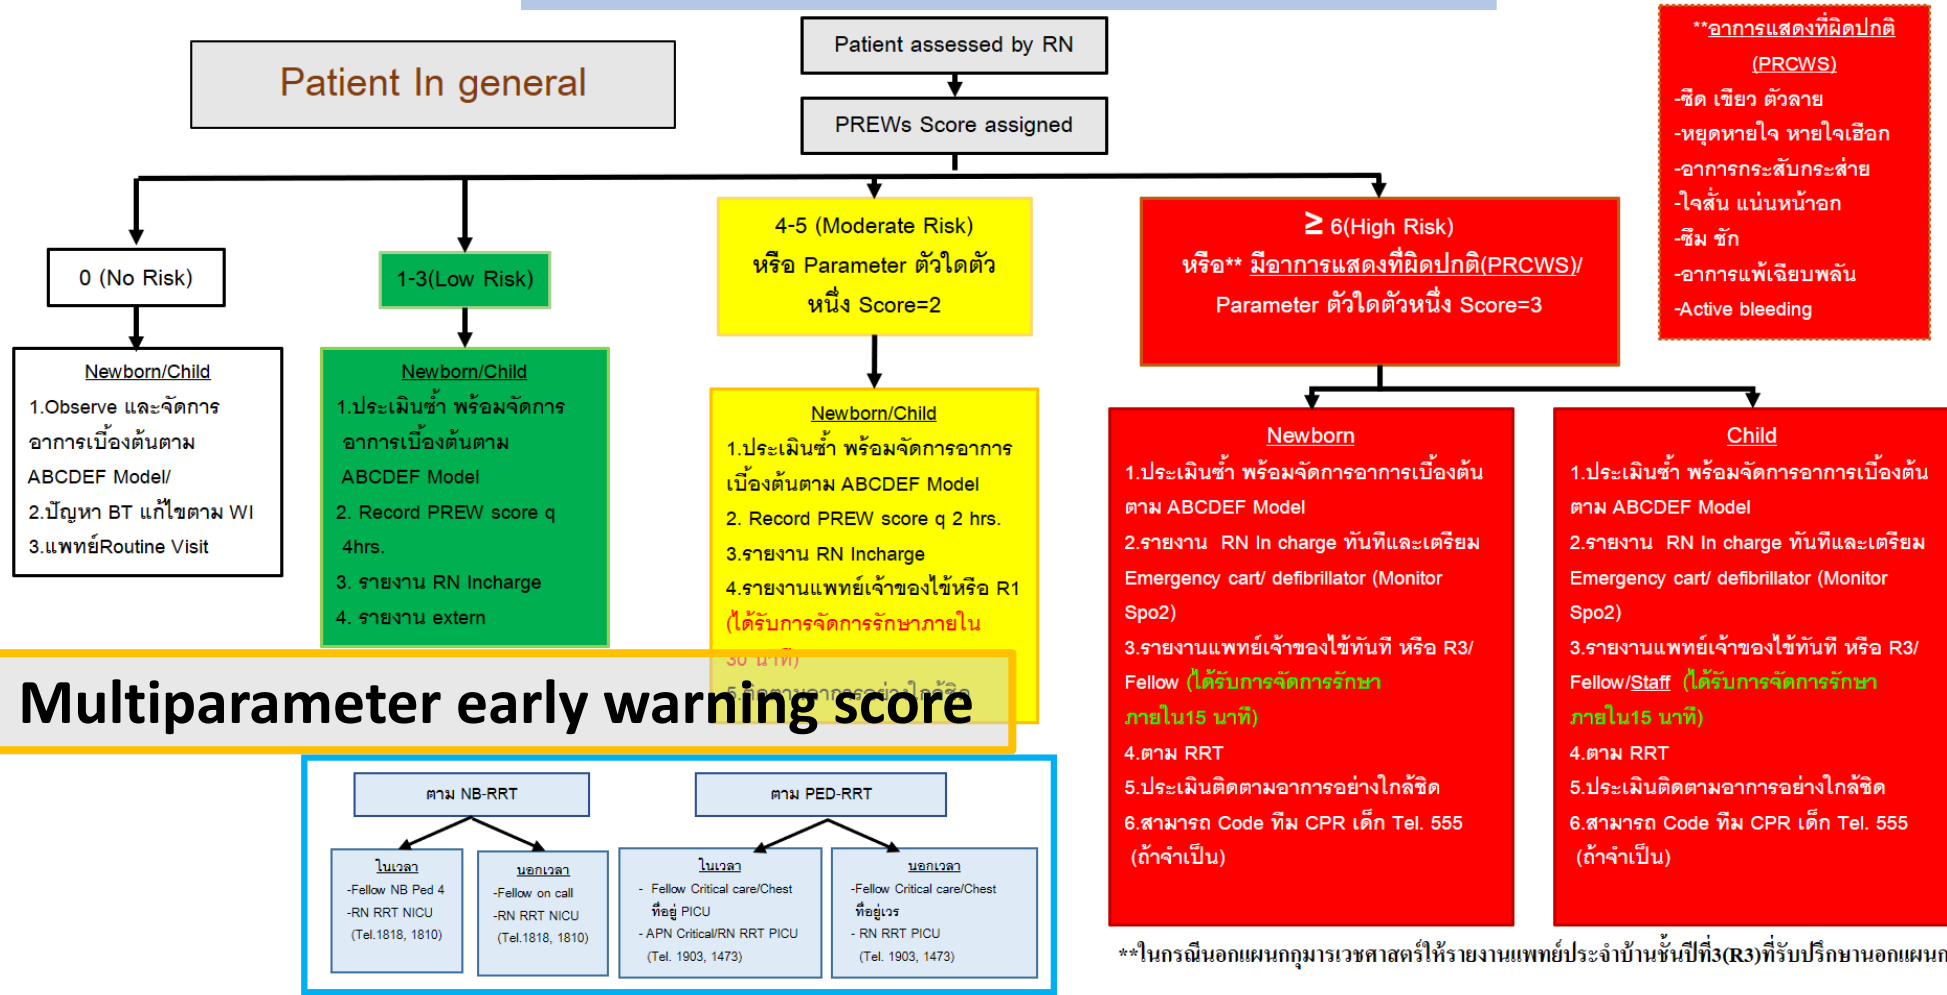 Patient In general
Patient assessed by RN
PREWs Score assigned
**อาการแสดงที่ผิดปกติ
(PRCWS)
-ซีด เขียว ตัวลาย
-หยุดหายใจ หายใจเฮือก
-อาการกระสับกระส่าย
-ใจสั่น แน่นหน้าอก
-ซึม ชัก
-อาการแพ้เฉียบพลัน
-Active bleeding
0 (No Risk)
1-3(Low Risk)
4-5 (Moderate Risk)
หรือ Parameter ตัวใดตัว
หนึ่ง Score=2
≥ 6(High Risk)
หรือ** มีอาการแสดงที่ผิดปกติ(PRCWS)/
Parameter ตัวใดตัวหนึ่ง Score=3
Newborn/Child
1.Observe และจัดการ
อาการเบื้องต้นตาม
ABCDEF Model/
2.ปัญหา BT แก้ไขตาม WI
3.แพทย์Routine Visit
Newborn/Child
1.ประเมินซ้ำ พร้อมจัดการ
อาการเบื้องต้นตาม
ABCDEF Model
2. Record PREW score q
4hrs.
3. รายงาน RN Incharge
4. รายงาน extern
Newborn/Child
1.ประเมินซ้ำ พร้อมจัดการอาการ
เบื้องต้นตาม ABCDEF Model
2. Record PREW score q 2 hrs.
3.รายงาน RN Incharge
4.รายงานแพทย์เจ้าของไข้หรือ R1
(ได้รับการจัดการรักษาภายใน
30 นาที)
5.ติดตามอาการอย่างใกล้ชิด
Newborn
1.ประเมินซ้ำ พร้อมจัดการอาการเบื้องต้น
ตาม ABCDEF Model
2.รายงาน RN In charge ทันทีและเตรียม
Emergency cart/ defibrillator (Monitor
Spo2)
3.รายงานแพทย์เจ้าของไข้ทันที หรือ R3/
Fellow (ได้รับการจัดการรักษา
ภายใน15 นาที)
4.ตาม RRT
5.ประเมินติดตามอาการอย่างใกล้ชิด
6.สามารถ Code ทีม CPR เด็ก Tel. 555
(ถ้าจำเป็น)
Child
1.ประเมินซ้ำ พร้อมจัดการอาการเบื้องต้น
ตาม ABCDEF Model
2.รายงาน RN In charge ทันทีและเตรียม
Emergency cart/ defibrillator (Monitor
Spo2)
3.รายงานแพทย์เจ้าของไข้ทันที หรือ R3/
Fellow/Staff (ได้รับการจัดการรักษา
ภายใน15 นาที)
4.ตาม RRT
5.ประเมินติดตามอาการอย่างใกล้ชิด
6.สามารถ Code ทีม CPR เด็ก Tel. 555
(ถ้าจำเป็น)
Multiparameter early warning score
ตาม NB-RRT
ในเวลา
-Fellow NB Ped 4
-RN RRT NICU
(Tel.1818, 1810)
นอกเวลา
-Fellow on call
-RN RRT NICU
(Tel.1818, 1810)
ตาม PED-RRT
ในเวลา
- Fellow Critical care/Chest
ที่อยู่ PICU
- APN Critical/RN RRT PICU
(Tel. 1903, 1473)
นอกเวลา
-Fellow Critical care/Chest
ที่อยู่เวร
- RN RRT PICU
(Tel. 1903, 1473)
**ในกรณีนอกแผนกกุมารเวชศาสตร์ให้รายงานแพทย์ประจำบ้านชั้นปีที่3(R3)ที่รับปรึกษานอกแผนก